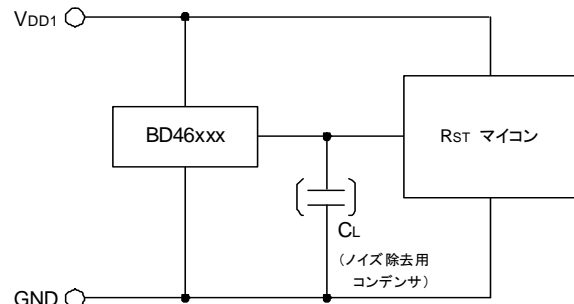 VDD1
BD46xxx
RST マイコン
CL
（ノイズ除去用
コンデンサ）
GND